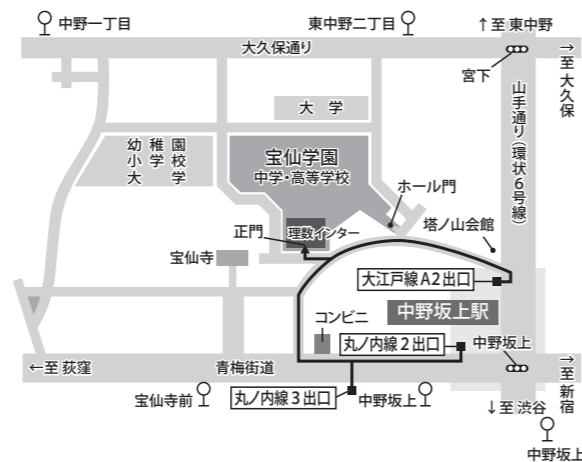 中野一丁目
東中野二丁目
↑至 東中野
大久保通り
→至 大久保
宮下
大学
山手通り(環状6号線)
幼稚園
小学校
大学
宝仙学園
中学・高等学校
ホール門
正門
理数インター
塔ノ山会館
宝仙寺
大江戸線A2出口
中野坂上駅
コンビニ
丸ノ内線2出口
中野坂上
←至 荻窪
青梅街道
→至 新宿
宝仙寺前
丸ノ内線3出口
中野坂上
↓至 渋谷
中野坂上